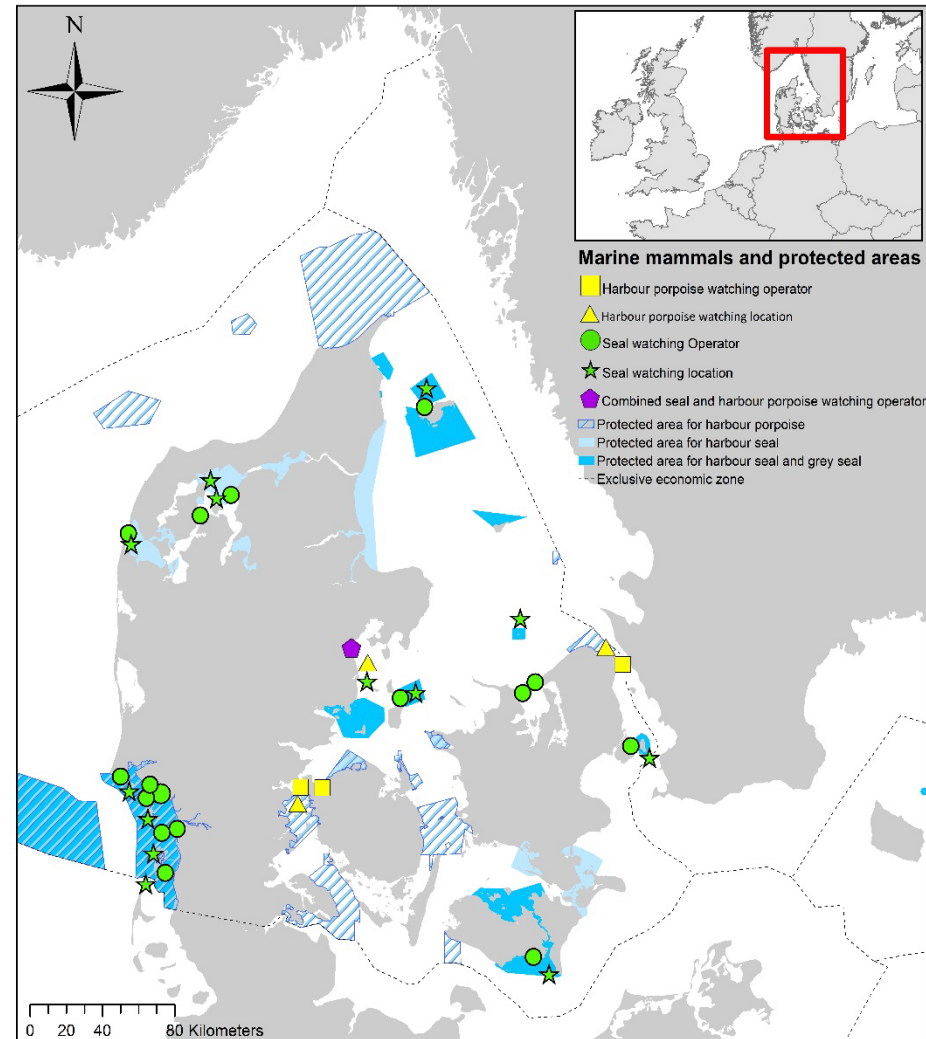 N
Marine mammals and protected areas
Harbour porpoise watching operator
Harbour porpoise watching location
Seal watching Operator
Seal watching location
Combined seal and harbour porpoise watching operator
Protected area for harbour porpoise
Protected area for harbour seal
Protected area for harbour seal and grey seal
Exclusive economic zone
0 20 40 80 Kilometers